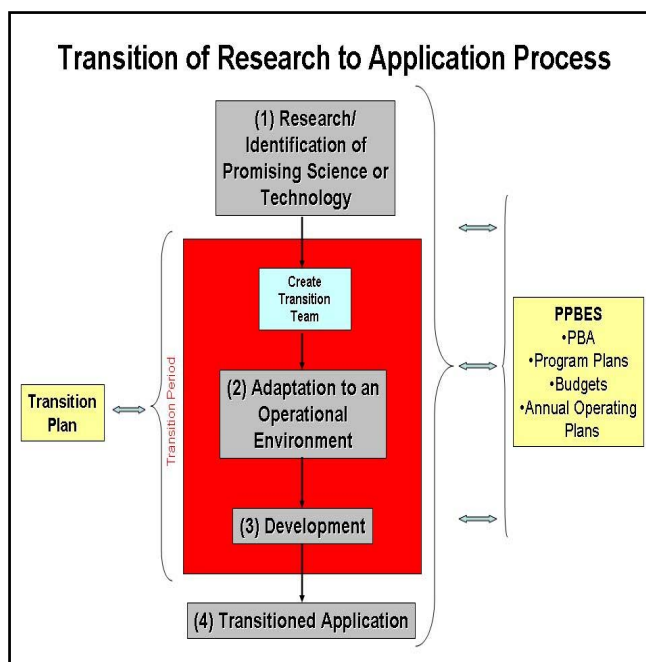 Transition of Research to Application Process
(1) Research/
Identification of
Promising Science or
Technology
Create
Transition
Team
(2) Adaptation to an
Operational
Environment
(3) Development
(4) Transitioned Application
Transition Period
Transition
Plan
PPBES
•PBA
•Program Plans
•Budgets
•Annual Operating
Plans